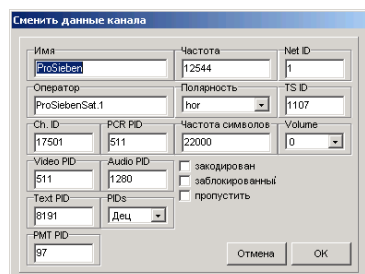 Сменить данные канала
Имя Частота Net ID
ProSieben 12544 1
Оператор Полярность TS ID
ProSiebenSat.1 hor 1107
Ch. ID PCR PID Частота символов Volume
17501 511 22000 0
Video PID Audio PID
511 1280 закодирован
заблокированный
Text PID PIDs пропустить
8191 Дец
PMT PID
97 Отмена OK